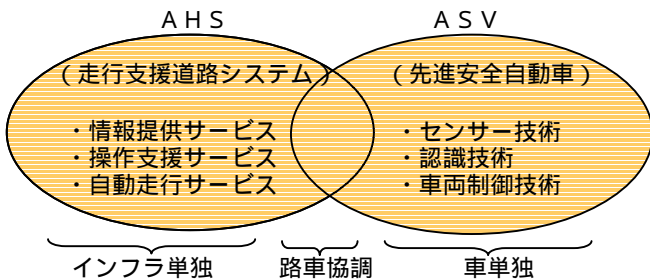 ＡＨＳ　ＡＳＶ
（走行支援道路システム）　（先進安全自動車）
・情報提供サービス　・センサー技術
・操作支援サービス　・認識技術
・自動走行サービス　・車両制御技術
インフラ単独　路車協調　車単独